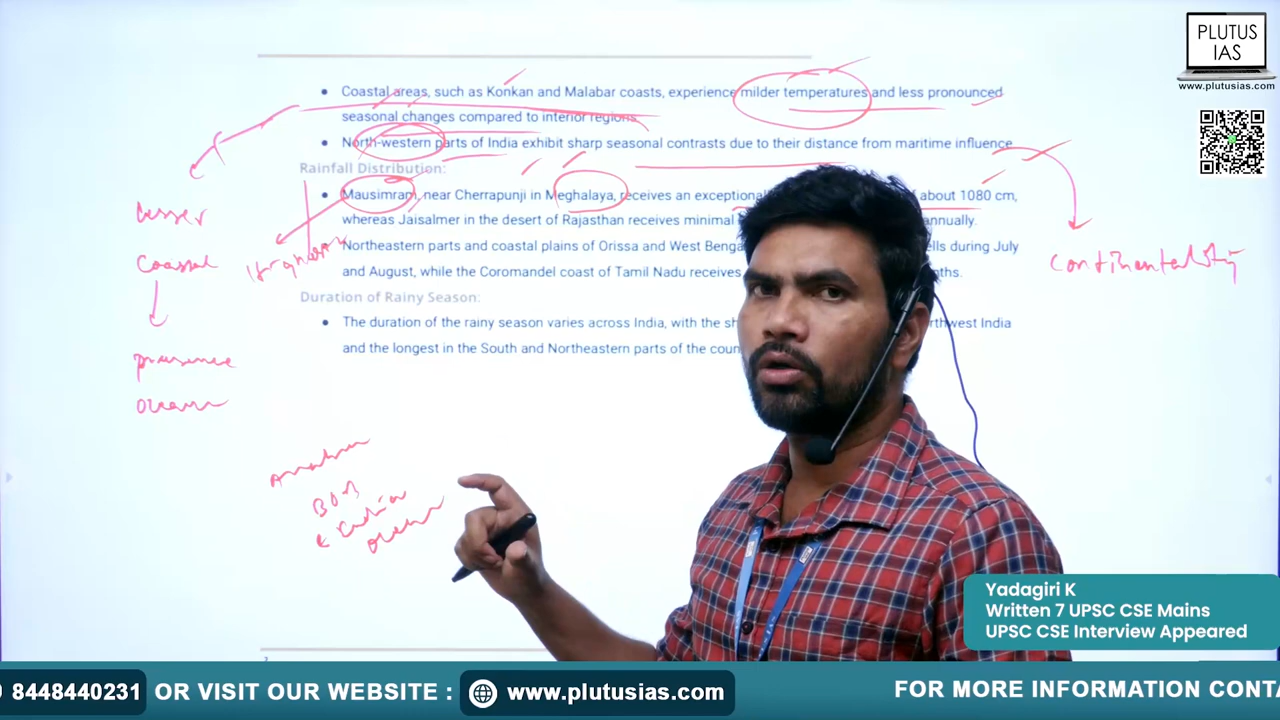 PLUTUS
IAS
www.plutusias.com
• Coastal areas, such as Konkan and Malabar coasts, experience milder temperatures and less pronounced
seasonal changes compared to interior regions.
• North-western parts of India exhibit sharp seasonal contrasts due to their distance from maritime influence
Rainfall Distribution:
• Mausimram, near Cherrapunji in Meghalaya, receives an exceptional about 1080 cm,
whereas Jaisalmer in the desert of Rajasthan receives minimal annually.
Northeastern parts and coastal plains of Orissa and West Benga ells during July
and August, while the Coromandel coast of Tamil Nadu receives
Duration of Rainy Season:
• The duration of the rainy season varies across India, with the sh rthwest India
and the longest in the South and Northeastern parts of the coun
coastal
presence
ocean
continentality
BOB
Indian
ocean
Yadagiri K
Written 7 UPSC CSE Mains
UPSC CSE Interview Appeared
8448440231 OR VISIT OUR WEBSITE : www.plutusias.com FOR MORE INFORMATION CONTA